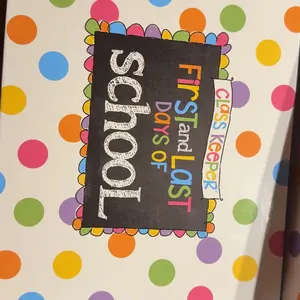 CLASS KEEPER
FIRST and LAST
DAYS OF
SCHOOL